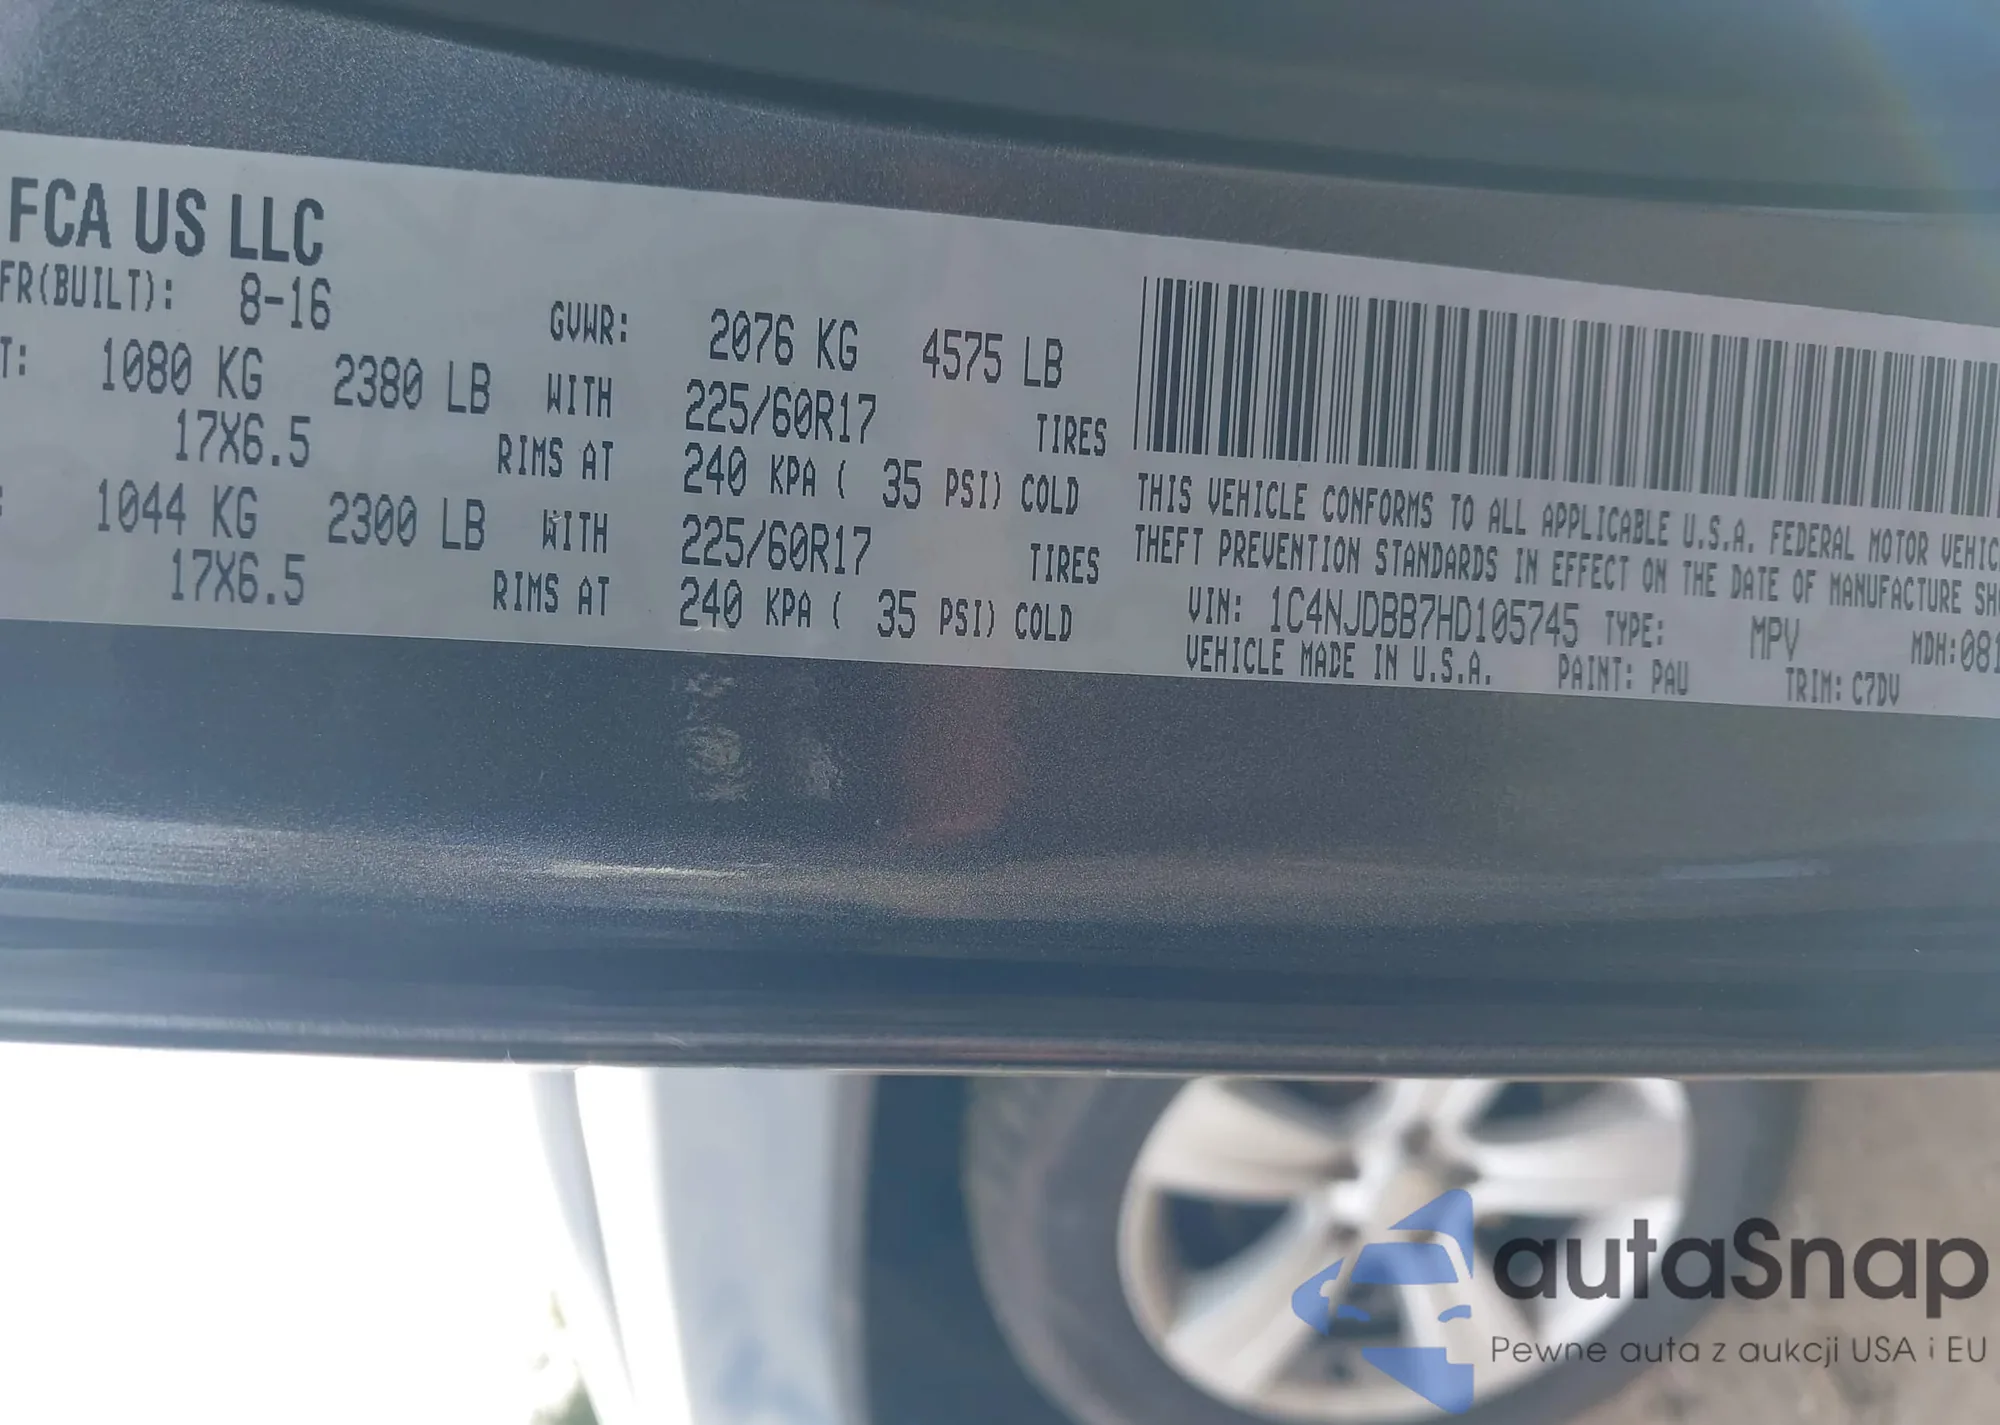 FCA US LLC
FR(BUILT): 8-16 GVWR: 2076 KG 4575 LB
T: 1080 KG 2380 LB WITH 225/60R17 TIRES
17X6.5 RIMS AT 240 KPA ( 35 PSI) COLD
: 1044 KG 2300 LB WITH 225/60R17 TIRES
17X6.5 RIMS AT 240 KPA ( 35 PSI) COLD
THIS VEHICLE CONFORMS TO ALL APPLICABLE U.S.A. FEDERAL MOTOR VEHIC
THEFT PREVENTION STANDARDS IN EFFECT ON THE DATE OF MANUFACTURE SH
VIN: 1C4NJDBB7HD105745 TYPE: MPV MDH:081
VEHICLE MADE IN U.S.A. PAINT: PAU TRIM: C7DV
autaSnap
Pewne auta z aukcji USA i EU